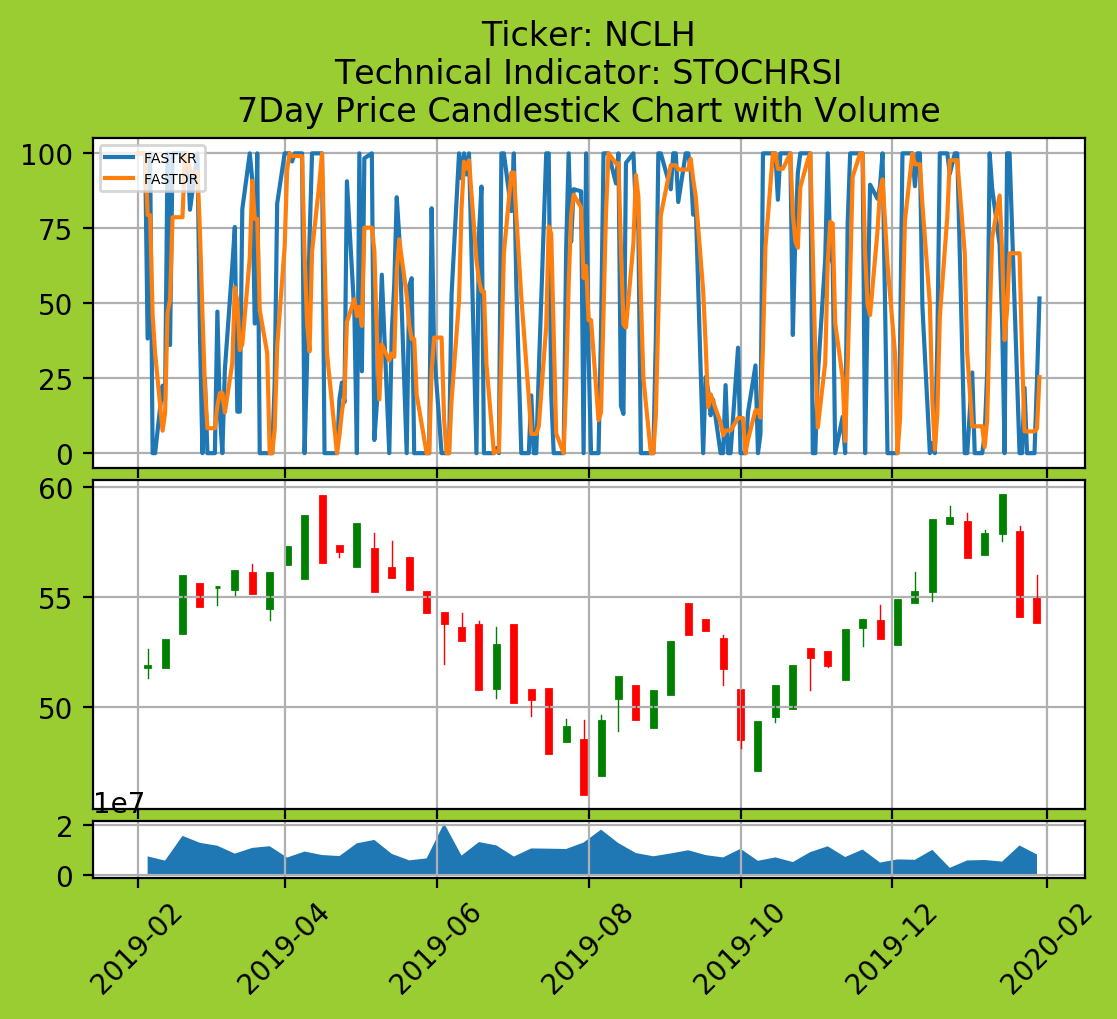 Ticker: NCLH
Technical Indicator: STOCHRSI
7Day Price Candlestick Chart with Volume
FASTKR
FASTDR
100
75
50
25
0
60
55
50
1e7
2
0
2019-02
2019-04
2019-06
2019-08
2019-10
2019-12
2020-02